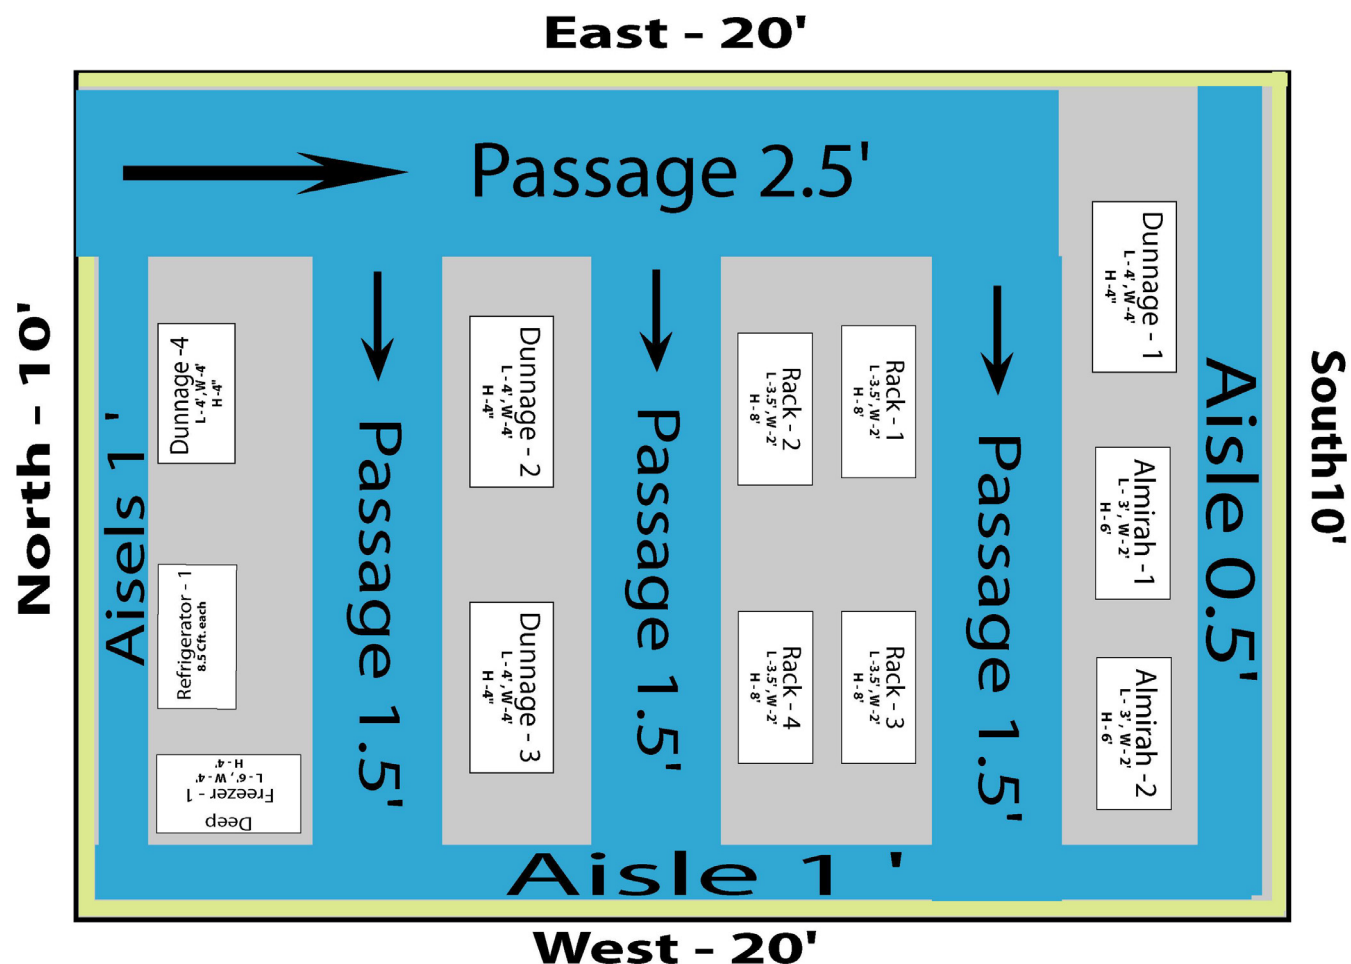 East - 20'
Passage 2.5'
North - 10'
South10'
Aisels 1 '
Dunnage -4
L - 4', W -4'
H -4"
Refrigerator - 1
8.5 Cft. each
Deep
Freezer - 1
L - 6', W - 4'
H - 4'
Passage 1.5'
Dunnage - 2
L - 4', W -4'
H -4"
Dunnage - 3
L - 4', W -4'
H -4"
Passage 1.5'
Rack - 2
L -3.5', W -2'
H - 8'
Rack - 1
L -3.5', W -2'
H - 8'
Rack - 4
L -3.5', W -2'
H - 8'
Rack - 3
L -3.5', W -2'
H - 8'
Passage 1.5'
Dunnage - 1
L - 4', W -4'
H -4"
Almirah -1
L - 3', W - 2'
H - 6'
Almirah -2
L - 3', W - 2'
H - 6'
Aisle 0.5'
Aisle 1 '
West - 20'